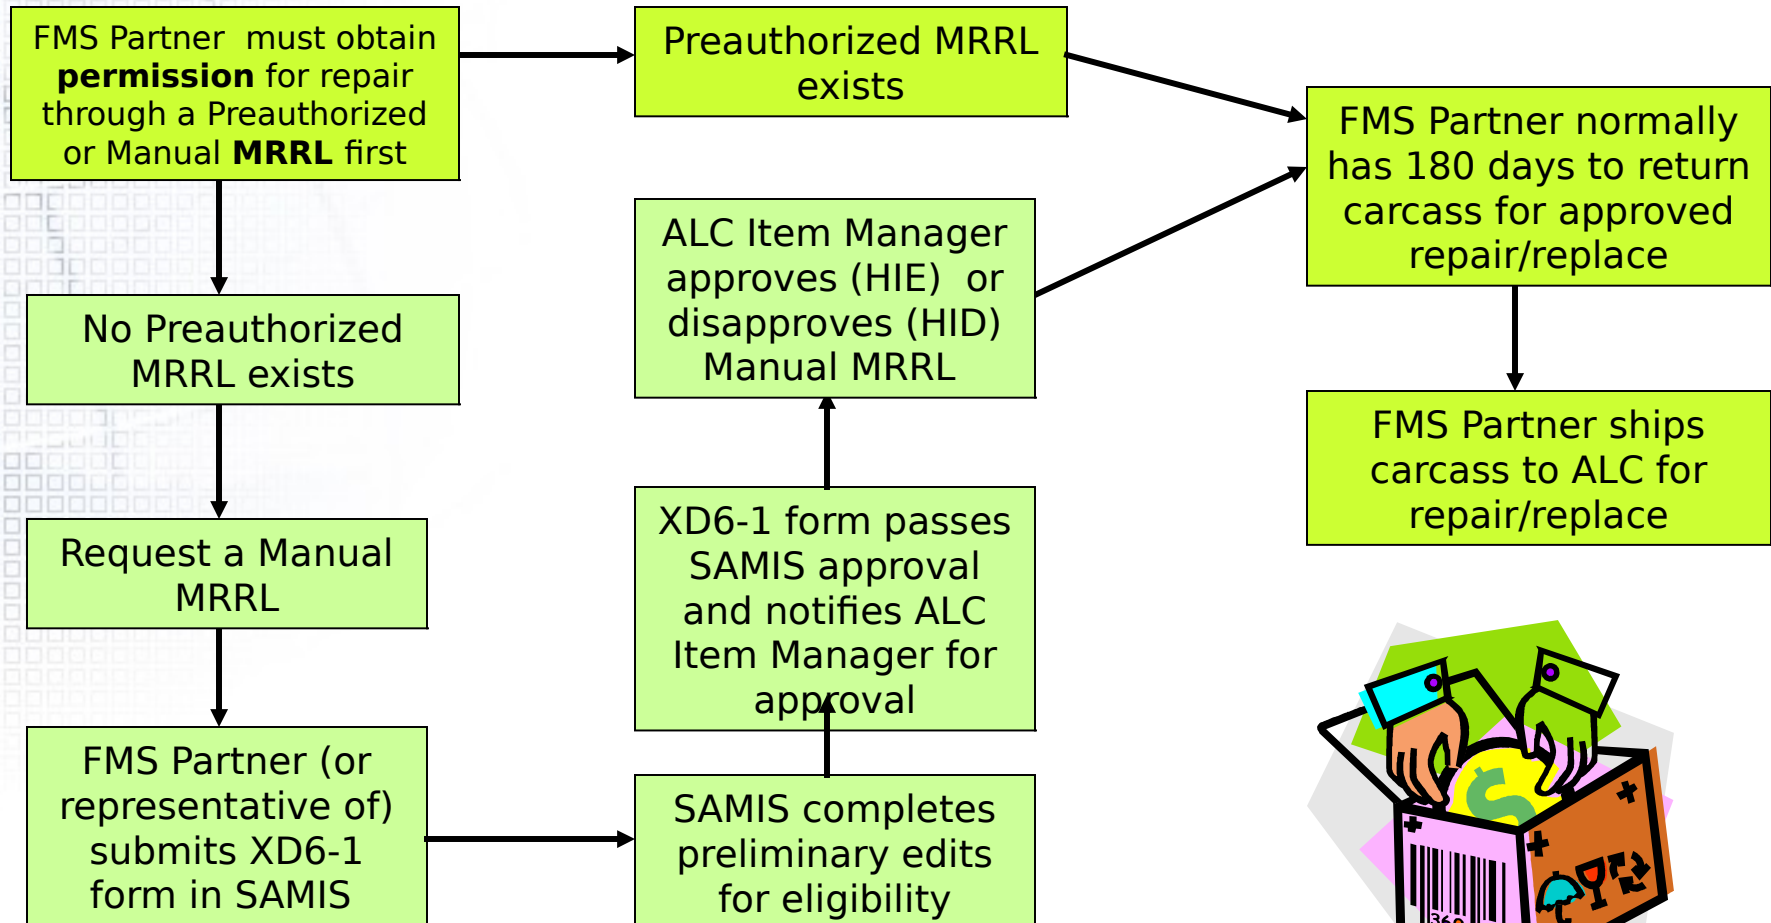 FMS Partner must obtain
permission for repair
through a Preauthorized
or Manual MRRL first
Preauthorized MRRL
exists
FMS Partner normally
has 180 days to return
carcass for approved
repair/replace
ALC Item Manager
approves (HIE) or
disapproves (HID)
Manual MRRL
No Preauthorized
MRRL exists
FMS Partner ships
carcass to ALC for
repair/replace
XD6-1 form passes
SAMIS approval
and notifies ALC
Item Manager for
approval
Request a Manual
MRRL
FMS Partner (or
representative of)
submits XD6-1
form in SAMIS
SAMIS completes
preliminary edits
for eligibility
$